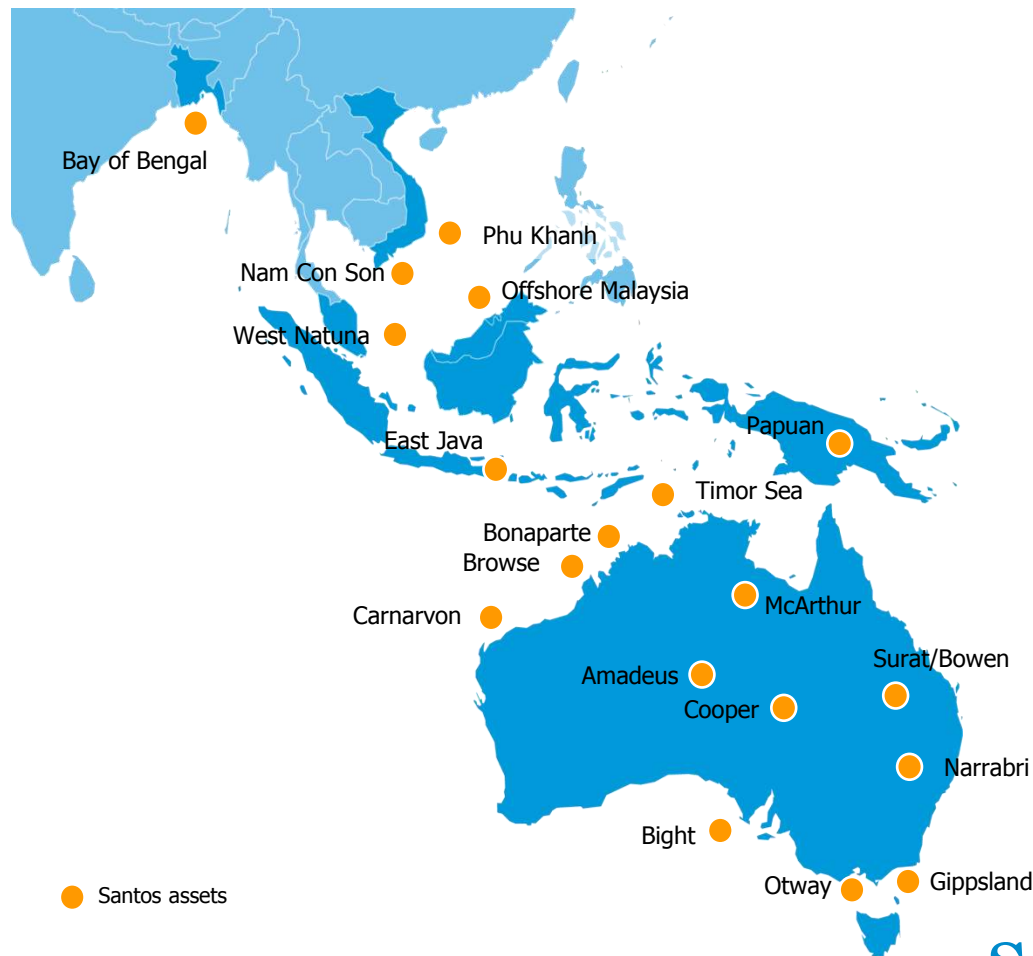 Bay of Bengal
Phu Khanh
Nam Con Son
Offshore Malaysia
West Natuna
Papuan
East Java
Timor Sea
Bonaparte
Browse
McArthur
Carnarvon
Surat/Bowen
Amadeus
Cooper
Narrabri
Bight
Otway
Gippsland
Santos assets